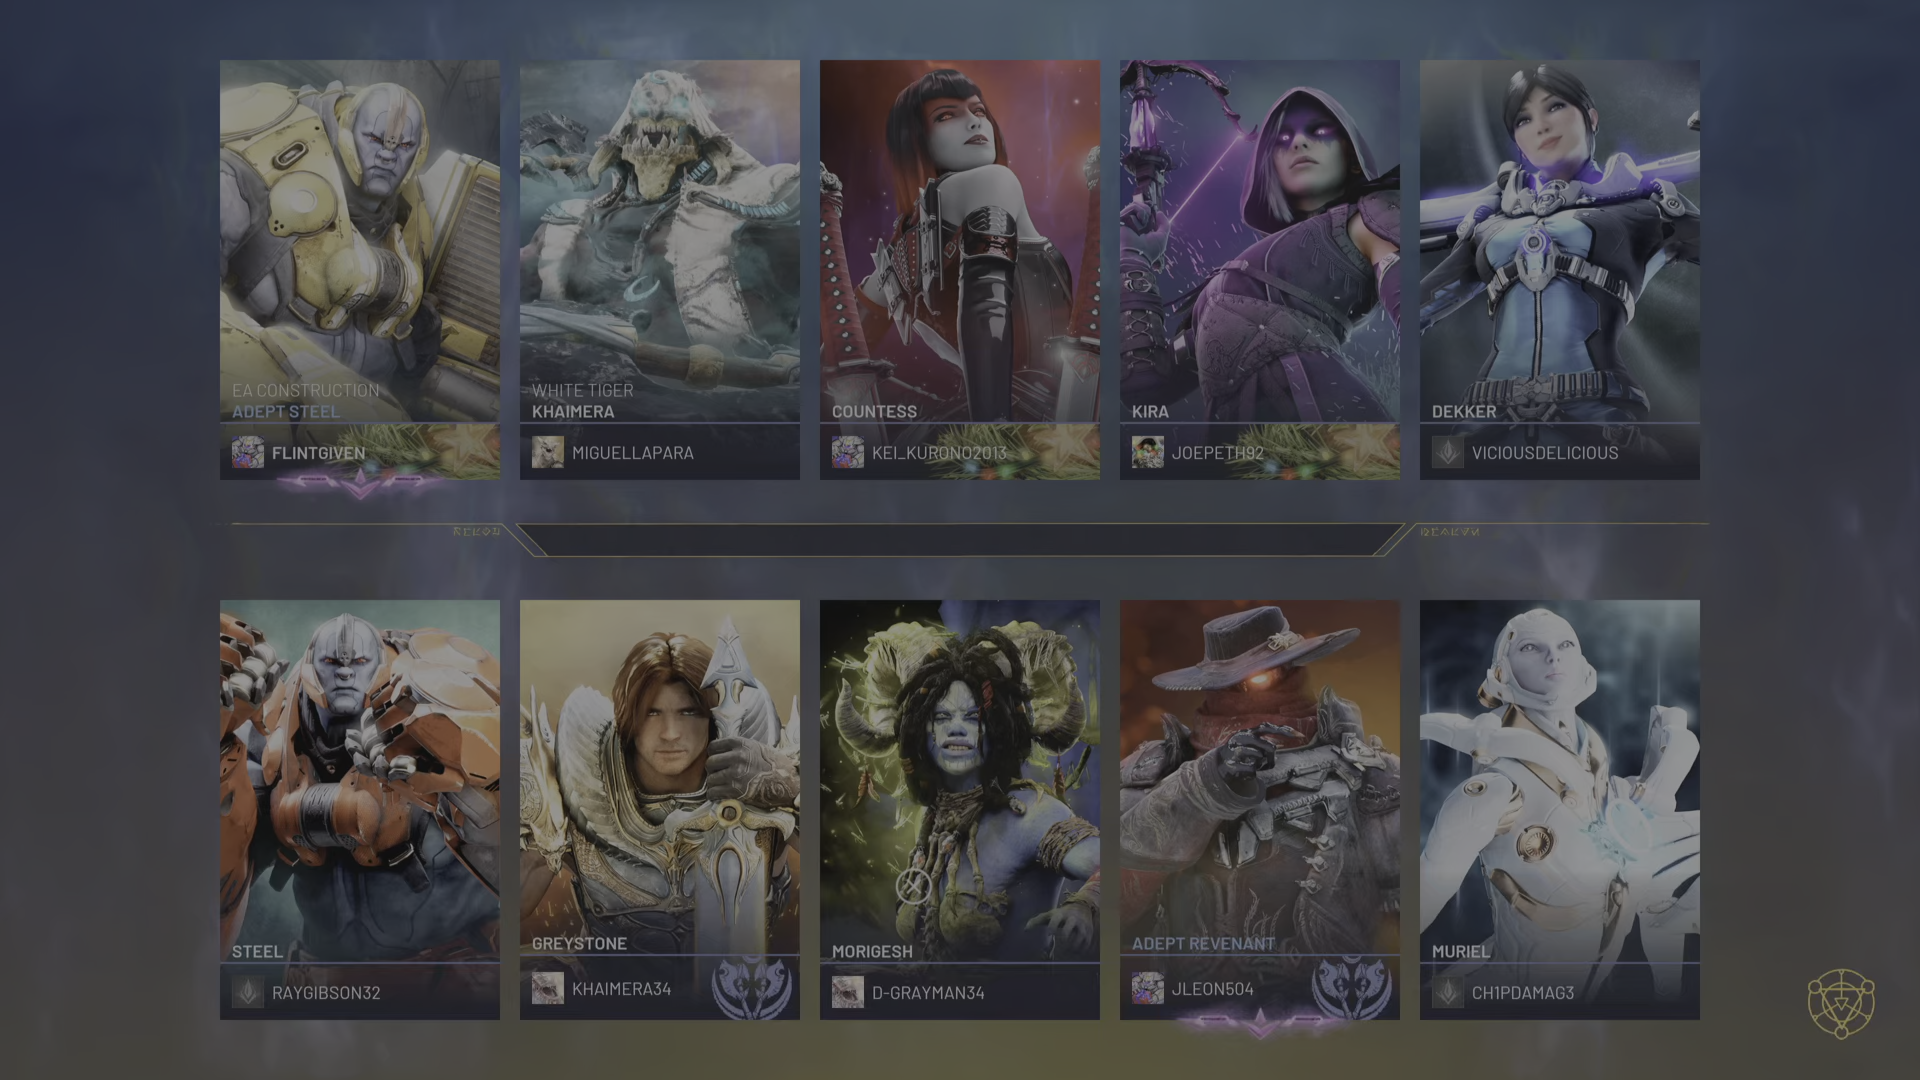 EA CONSTRUCTION
ADEPT STEEL
FLINTGIVEN
WHITE TIGER
KHAIMERA
MIGUELLAPARA
COUNTESS
KEI_KURONO2013
KIRA
JOEPETH92
DEKKER
VICIOUSDELICIOUS
STEEL
RAYGIBSON32
GREYSTONE
KHAIMERA34
MORIGESH
D-GRAYMAN34
ADEPT REVENANT
JLEON504
MURIEL
CH1PDAMAG3